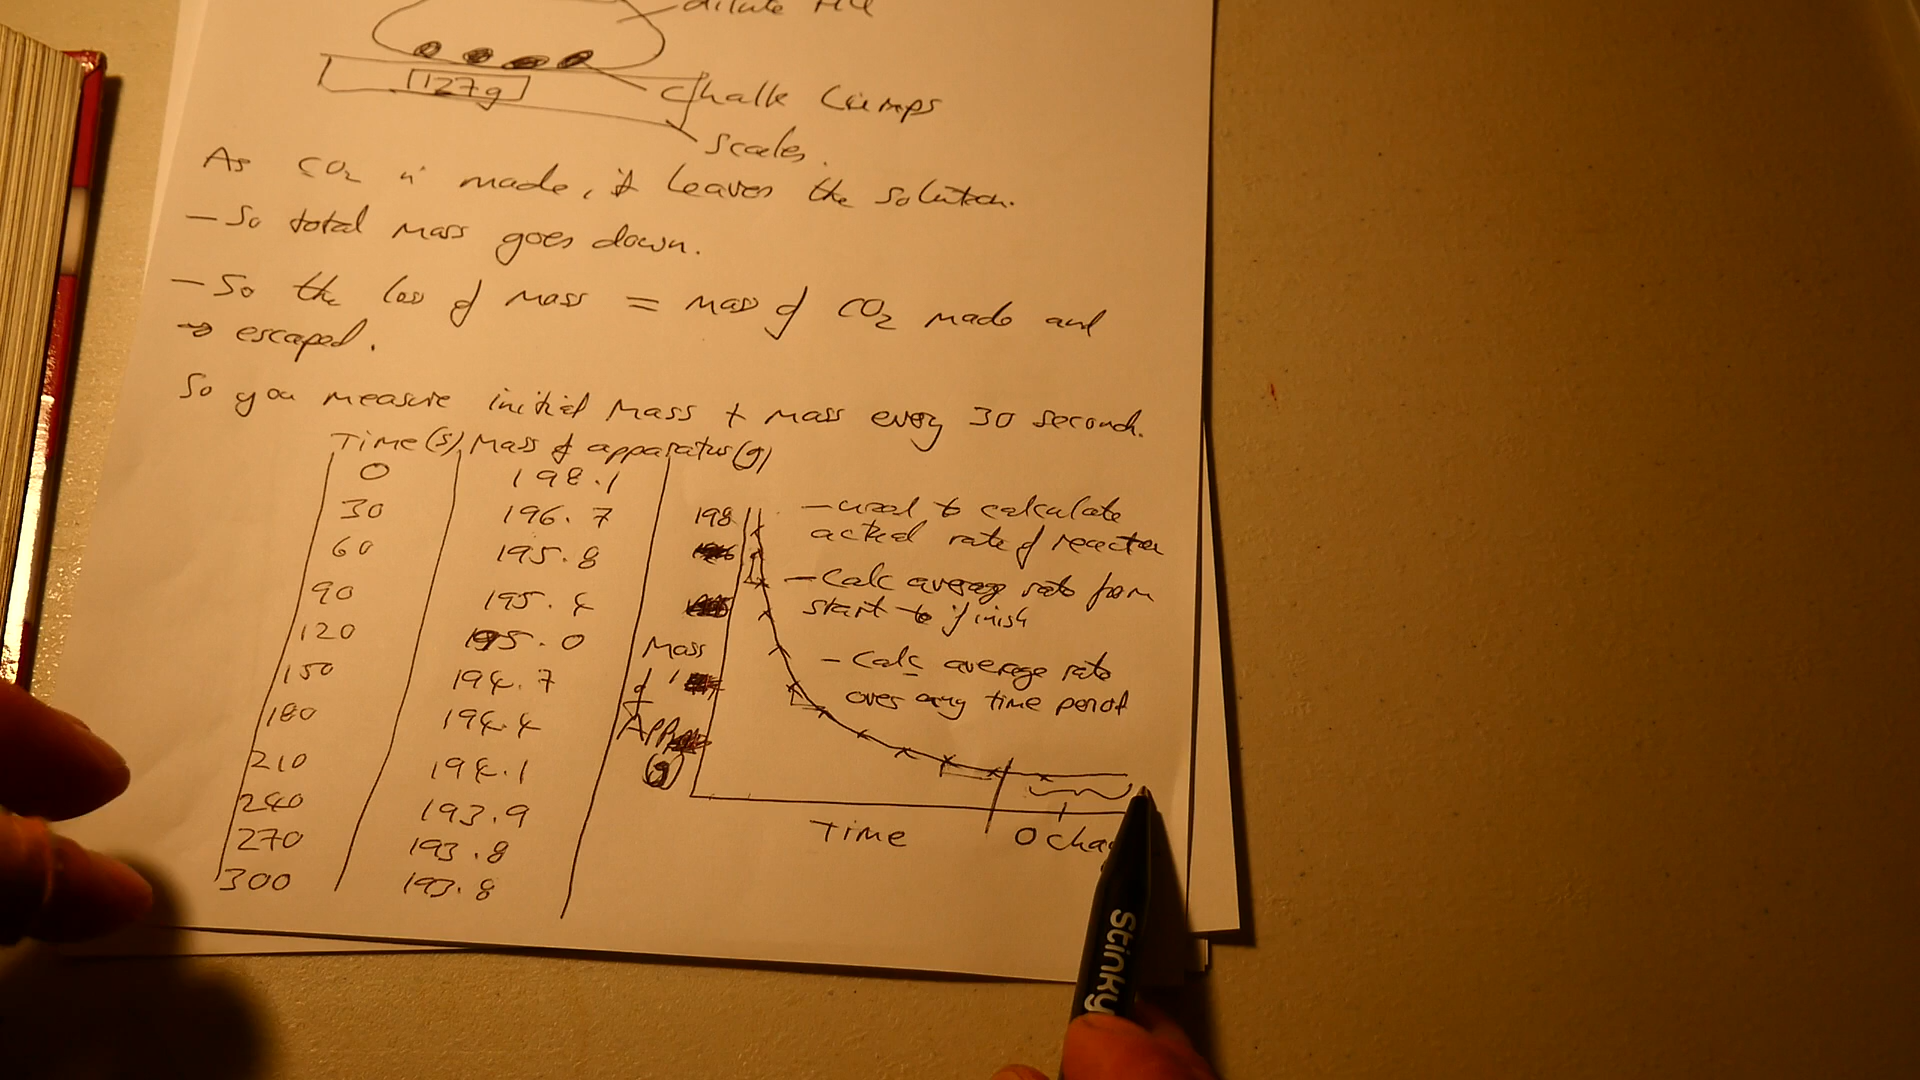 dilute HCl
127g
Chalk Lumps
Scales.
As CO2 is made, it leaves the solution.
- So total mass goes down.
- So the loss of mass = mass of CO2 made and
→ escaped.
So you measure initial mass + mass every 30 second.
Time (s) Mass of apparatus (g)
0 198.1
30 196.7
60 195.8
90 195.4
120 195.0
150 194.7
180 194.4
210 194.1
240 193.9
270 193.8
300 193.8
198
Mass
of
App
(g)
- used to calculate
actual rate of reaction
- Calc average rate from
start to finish
- Calc average rate
over any time period
Time
0 cha
Stinky